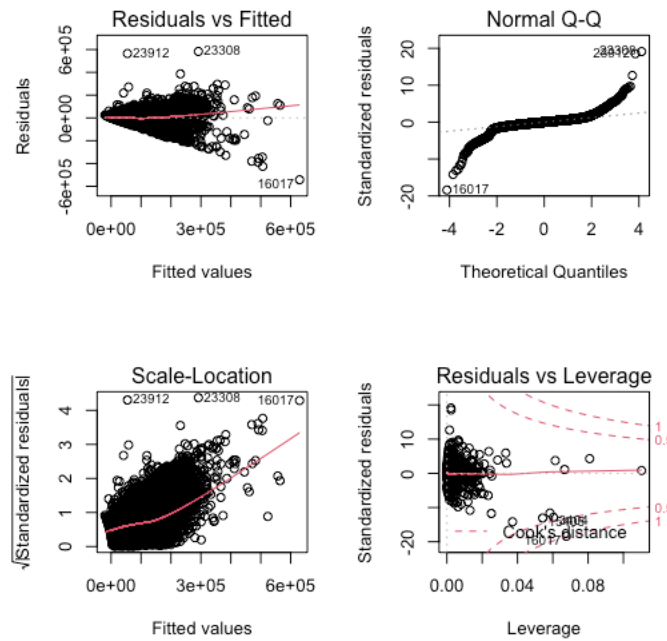 Residuals vs Fitted
Residuals
6e+05
0e+00
-6e+05
23912
23308
16017
0e+00 3e+05 6e+05
Fitted values
Normal Q-Q
Standardized residuals
20
10
0
-20
16017
-4 -2 0 2 4
Theoretical Quantiles
Scale-Location
√|Standardized residuals|
4
3
2
1
0
23912
23308
16017
0e+00 3e+05 6e+05
Fitted values
Residuals vs Leverage
Standardized residuals
10
0
-20
1
0.5
0.5
1
Cook's distance
16017
0.00 0.04 0.08
Leverage